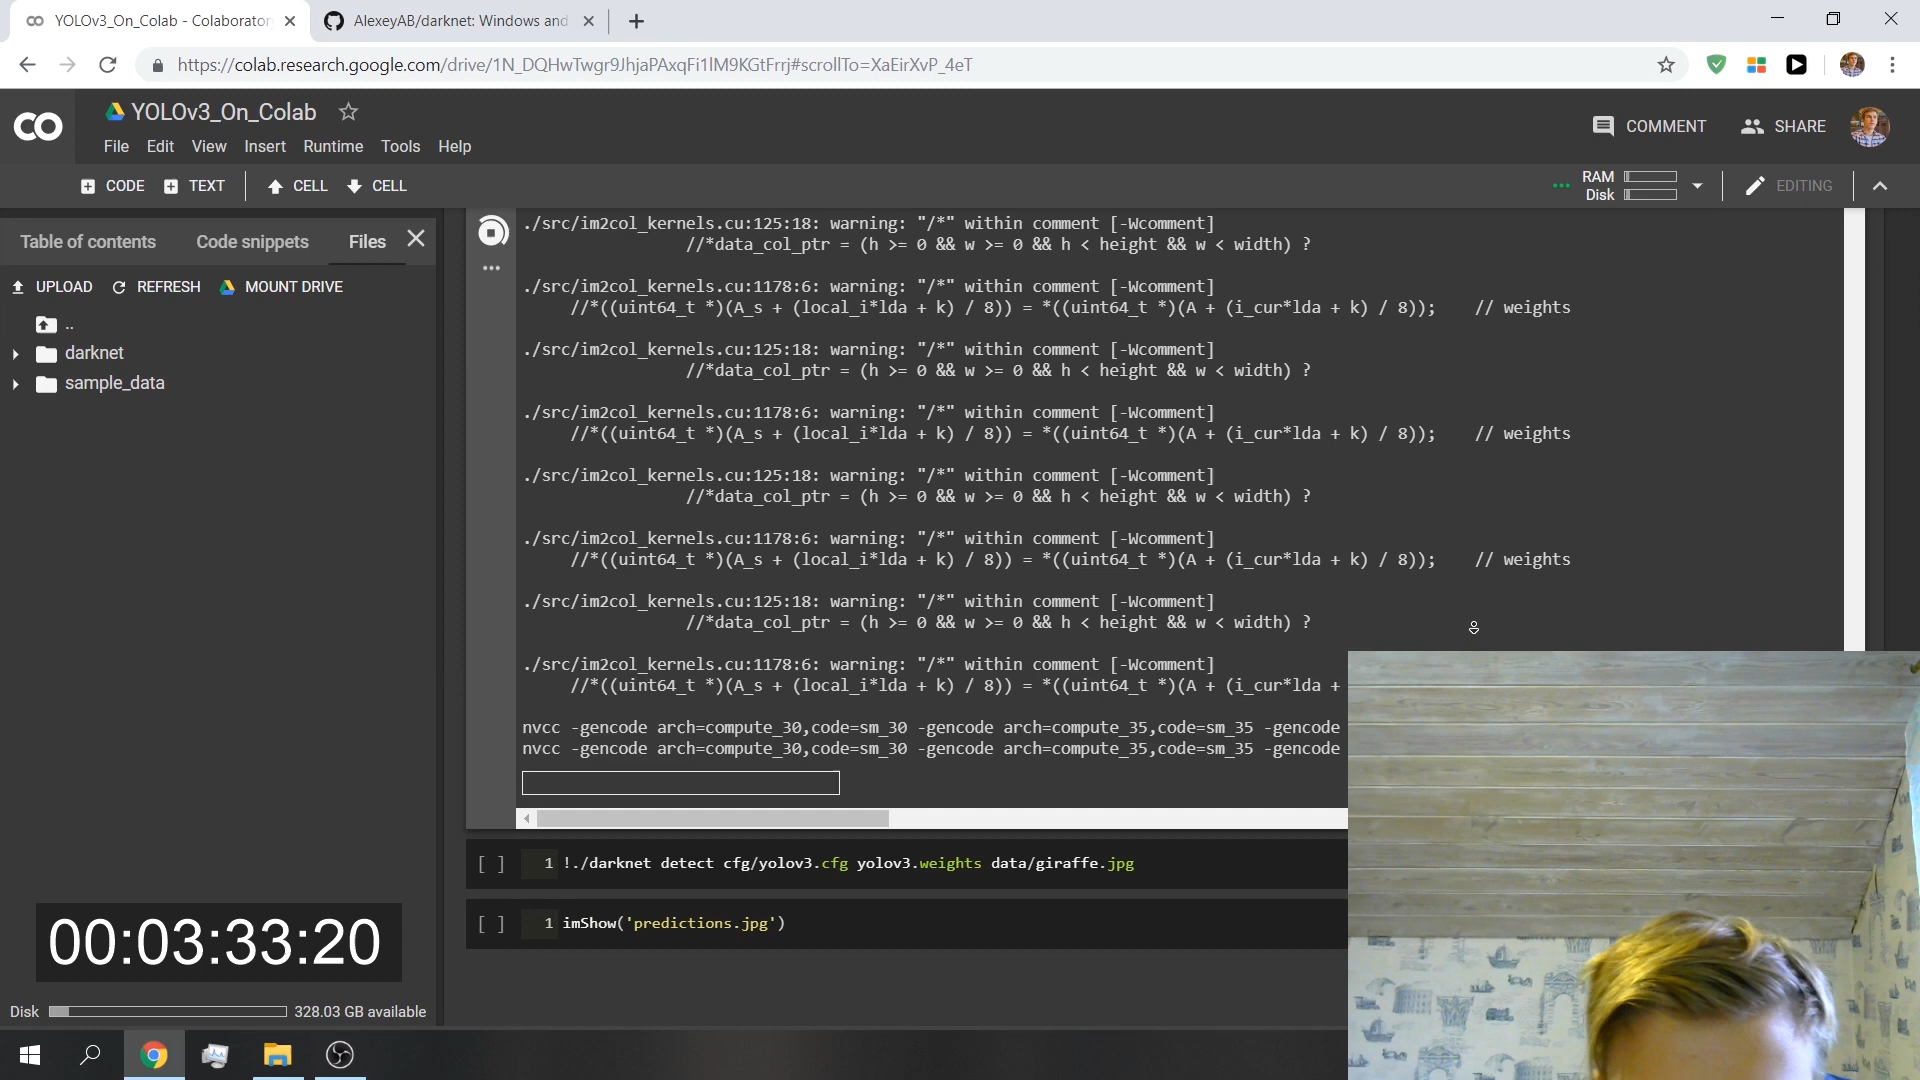 YOLOv3_On_Colab - Colaborator
AlexeyAB/darknet: Windows and
https://colab.research.google.com/drive/1N_DQHwTwgr9JhjaPAxqFi1lM9KGtFrrj#scrollTo=XaEirXvP_4eT
CO
YOLOv3_On_Colab
COMMENT
SHARE
File Edit View Insert Runtime Tools Help
CODE TEXT CELL CELL
RAM
Disk
EDITING
Table of contents Code snippets Files
UPLOAD REFRESH MOUNT DRIVE
..
darknet
sample_data
./src/im2col_kernels.cu:125:18: warning: "/*" within comment [-Wcomment]
//*data_col_ptr = (h >= 0 && w >= 0 && h < height && w < width) ?
./src/im2col_kernels.cu:1178:6: warning: "/*" within comment [-Wcomment]
//*((uint64_t *)(A_s + (local_i*lda + k) / 8)) = *((uint64_t *)(A + (i_cur*lda + k) / 8)); // weights
./src/im2col_kernels.cu:125:18: warning: "/*" within comment [-Wcomment]
//*data_col_ptr = (h >= 0 && w >= 0 && h < height && w < width) ?
./src/im2col_kernels.cu:1178:6: warning: "/*" within comment [-Wcomment]
//*((uint64_t *)(A_s + (local_i*lda + k) / 8)) = *((uint64_t *)(A + (i_cur*lda + k) / 8)); // weights
./src/im2col_kernels.cu:125:18: warning: "/*" within comment [-Wcomment]
//*data_col_ptr = (h >= 0 && w >= 0 && h < height && w < width) ?
./src/im2col_kernels.cu:1178:6: warning: "/*" within comment [-Wcomment]
//*((uint64_t *)(A_s + (local_i*lda + k) / 8)) = *((uint64_t *)(A + (i_cur*lda + k) / 8)); // weights
./src/im2col_kernels.cu:125:18: warning: "/*" within comment [-Wcomment]
//*data_col_ptr = (h >= 0 && w >= 0 && h < height && w < width) ?
./src/im2col_kernels.cu:1178:6: warning: "/*" within comment [-Wcomment]
//*((uint64_t *)(A_s + (local_i*lda + k) / 8)) = *((uint64_t *)(A + (i_cur*lda +
nvcc -gencode arch=compute_30,code=sm_30 -gencode arch=compute_35,code=sm_35 -gencode
nvcc -gencode arch=compute_30,code=sm_30 -gencode arch=compute_35,code=sm_35 -gencode
[ ] 1 !./darknet detect cfg/yolov3.cfg yolov3.weights data/giraffe.jpg
[ ] 1 imShow('predictions.jpg')
00:03:33:20
Disk 328.03 GB available